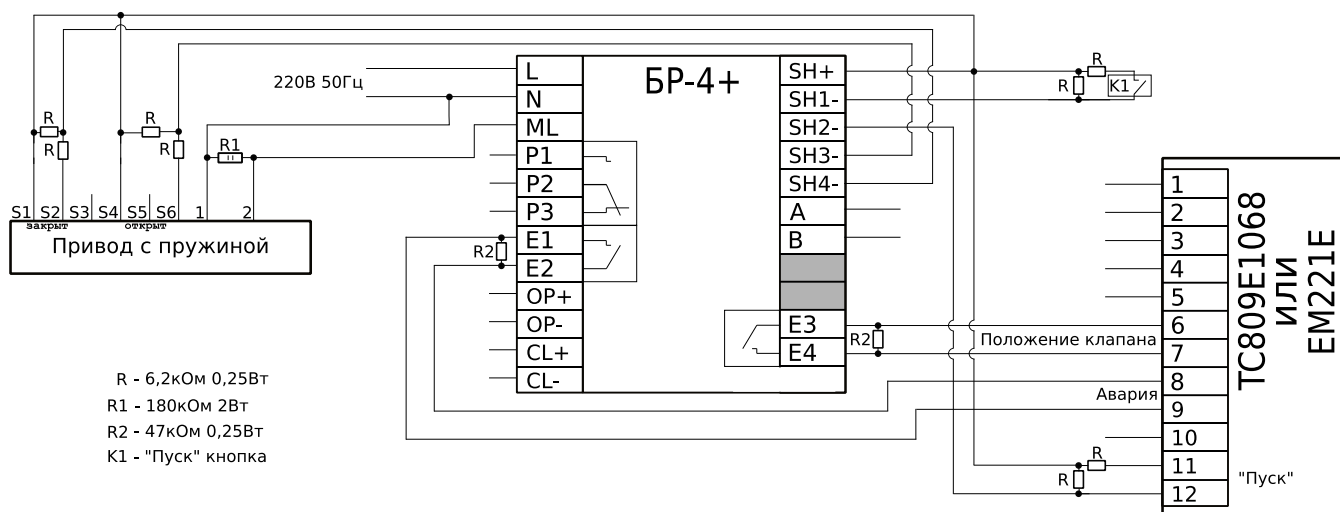 БР-4+
220В 50Гц
L
N
ML
P1
P2
P3
E1
E2
OP+
OP-
CL+
CL-
SH+
SH1-
SH2-
SH3-
SH4-
A
B
E3
E4
R
R
R
R
R1
S1 S2 S3 S4 S5 S6 1 2
закрыт открыт
Привод с пружиной
R2
R2
R
R
K1
1
2
3
4
5
6
7
8
9
10
11
12
Положение клапана
Авария
R
R
"Пуск"
TC809E1068
ИЛИ
EM221E
R - 6,2кОм 0,25Вт
R1 - 180кОм 2Вт
R2 - 47кОм 0,25Вт
K1 - "Пуск" кнопка